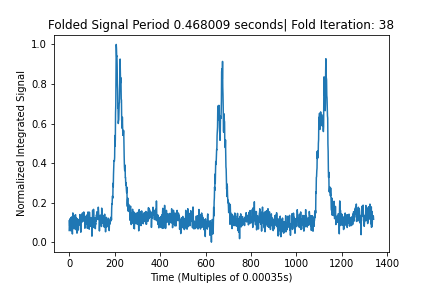 Folded Signal Period 0.468009 seconds| Fold Iteration: 38
Normalized Integrated Signal
1.0
0.8
0.6
0.4
0.2
0.0
0 200 400 600 800 1000 1200 1400
Time (Multiples of 0.00035s)